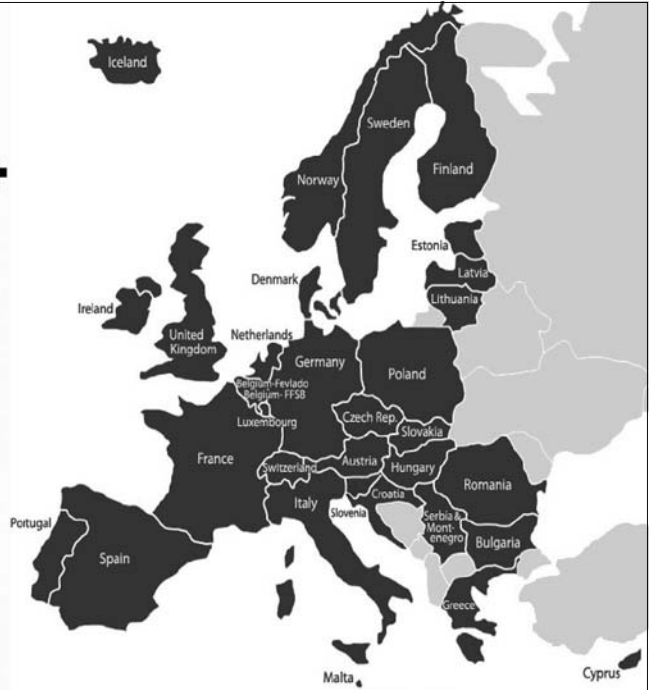 Iceland
Sweden
Finland
Norway
Estonia
Latvia
Denmark
Lithuania
Ireland
United
Kingdom
Netherlands
Germany
Poland
Belgium-Fevlado
Belgium- FFSB
Luxembourg
Czech Rep.
Slovakia
France
Switzerland
Austria
Hungary
Romania
Italy
Slovenia
Croatia
Serbia &
Mont-
enegro
Bulgaria
Portugal
Spain
Greece
Malta
Cyprus